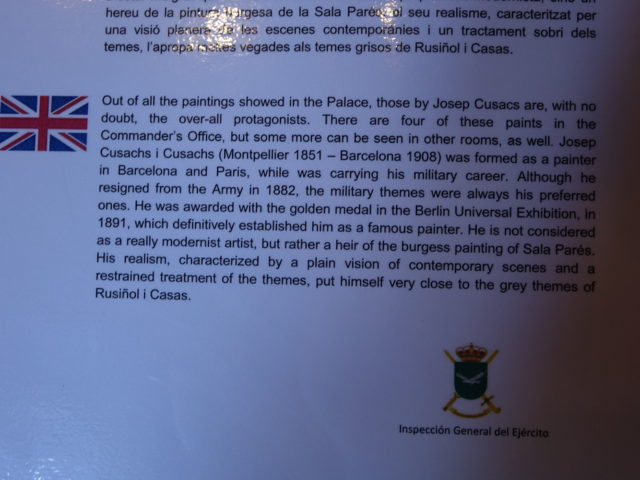 hereu de la pintura burgesa de la Sala Parés, el seu realisme, caracteritzat per
una visió planera de les escenes contemporànies i un tractament sobri dels
temes, l'apropa moltes vegades als temes grisos de Rusiñol i Casas.
Out of all the paintings showed in the Palace, those by Josep Cusacs are, with no
doubt, the over-all protagonists. There are four of these paints in the
Commander's Office, but some more can be seen in other rooms, as well. Josep
Cusachs i Cusachs (Montpellier 1851 – Barcelona 1908) was formed as a painter
in Barcelona and Paris, while was carrying his military career. Although he
resigned from the Army in 1882, the military themes were always his preferred
ones. He was awarded with the golden medal in the Berlin Universal Exhibition, in
1891, which definitively established him as a famous painter. He is not considered
as a really modernist artist, but rather a heir of the burgess painting of Sala Parés.
His realism, characterized by a plain vision of contemporary scenes and a
restrained treatment of the themes, put himself very close to the grey themes of
Rusiñol i Casas.
Inspección General del Ejército